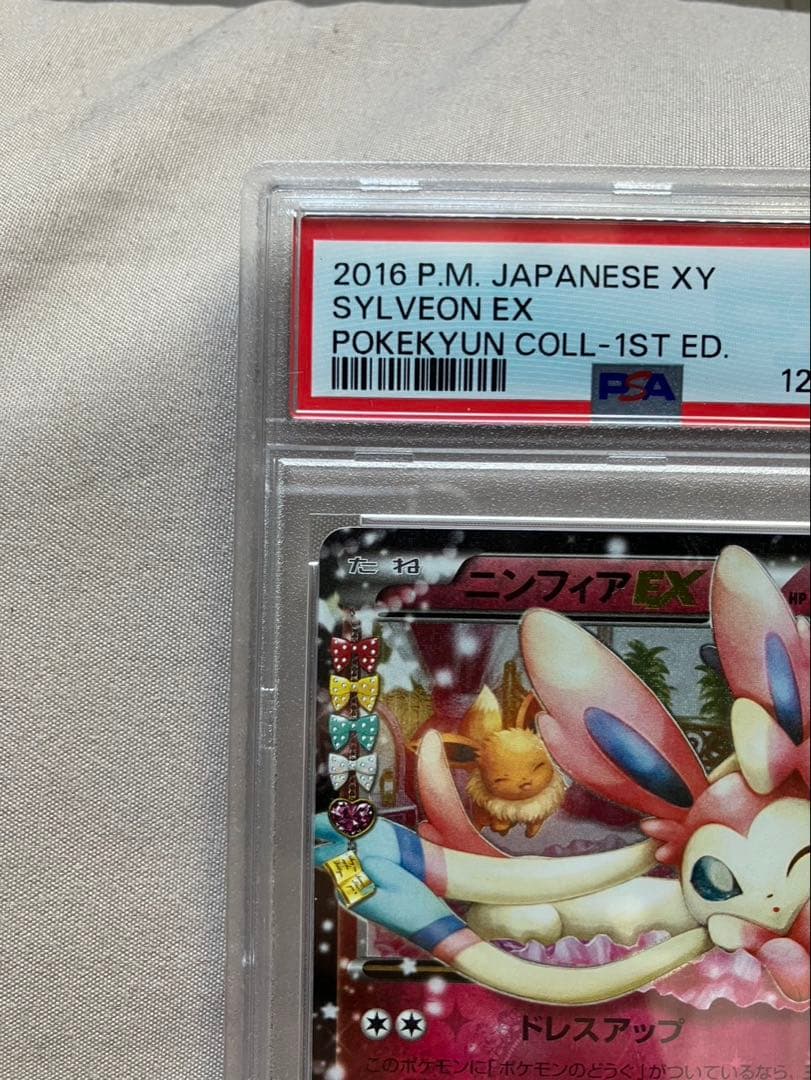 2016 P.M. JAPANESE XY
SYLVEON EX
POKEKYUN COLL-1ST ED.
PSA
12
たね
ニンフィアEX
HP
ドレスアップ
このポケモンに「ポケモンのどうぐ」がついているなら、